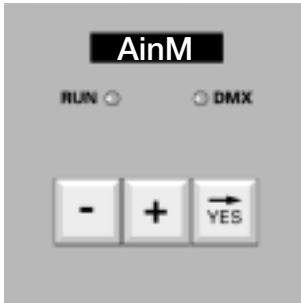 AinM
RUN DMX
- +
YES